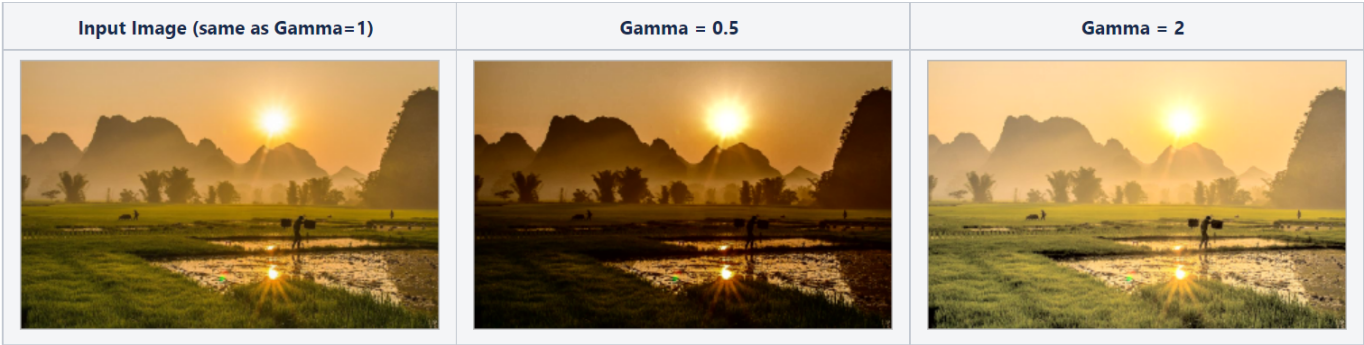 Input Image (same as Gamma=1)
Gamma = 0.5
Gamma = 2